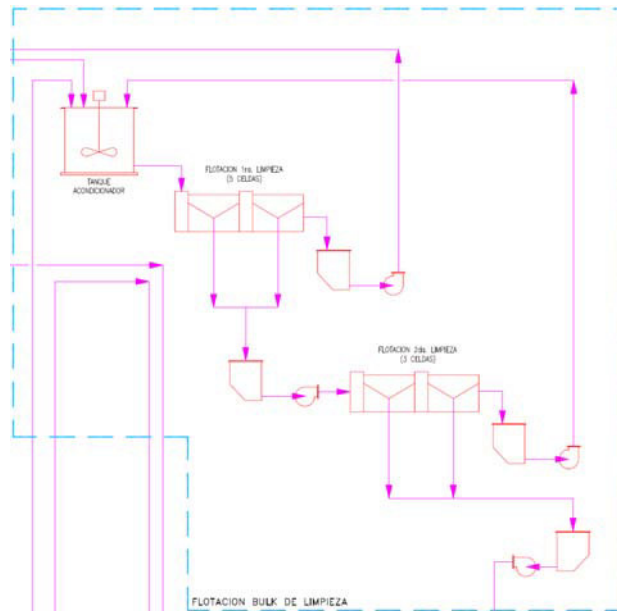 FLOTACION 1ra. LIMPIEZA
(5 CELDAS)
TANQUE
ACONDICIONADOR
FLOTACION 2da. LIMPIEZA
(3 CELDAS)
FLOTACION BULK DE LIMPIEZA